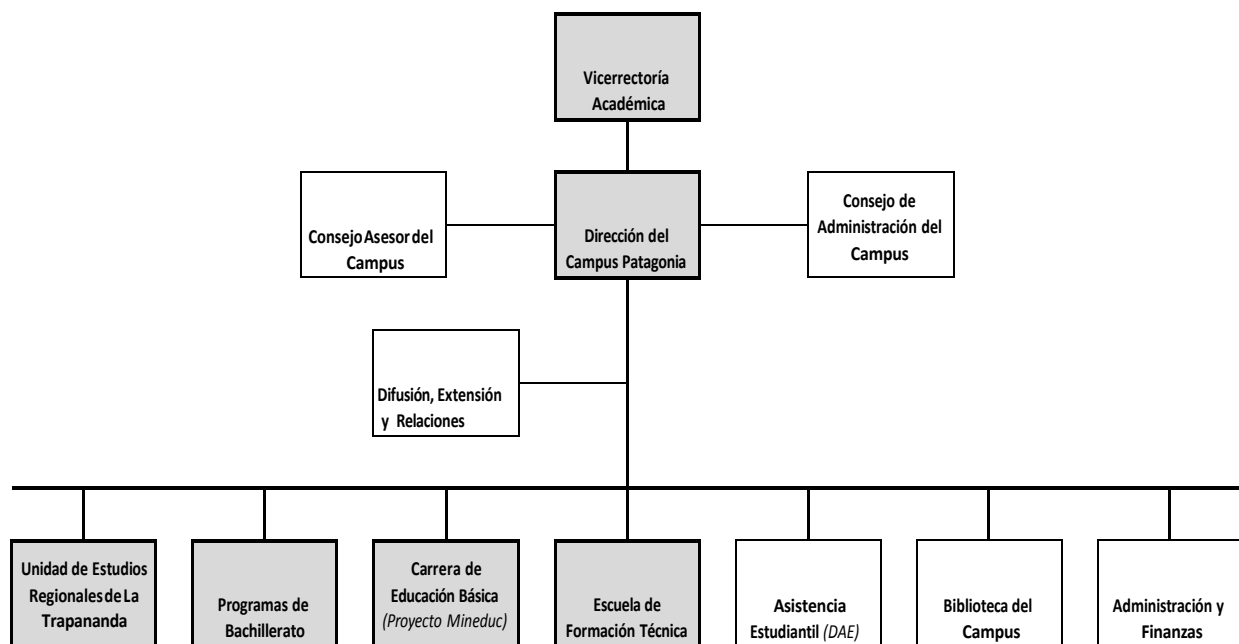 Vicerrectoría
Académica
Consejo Asesor del
Campus
Dirección del
Campus Patagonia
Consejo de
Administración del
Campus
Difusión, Extensión
y Relaciones
Unidad de Estudios
Regionales de La
Trapananda
Programas de
Bachillerato
Carrera de
Educación Básica
(Proyecto Mineduc)
Escuela de
Formación Técnica
Asistencia
Estudiantil (DAE)
Biblioteca del
Campus
Administración y
Finanzas